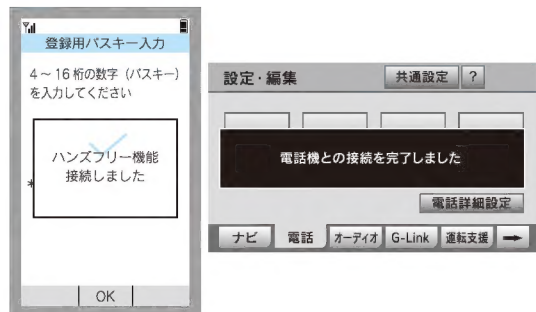 登録用パスキー入力
4～16桁の数字（パスキー）
を入力してください
ハンズフリー機能
接続しました
*
OK
設定・編集
共通設定
?
電話機との接続を完了しました
電話詳細設定
ナビ
電話
オーディオ
G-Link
運転支援